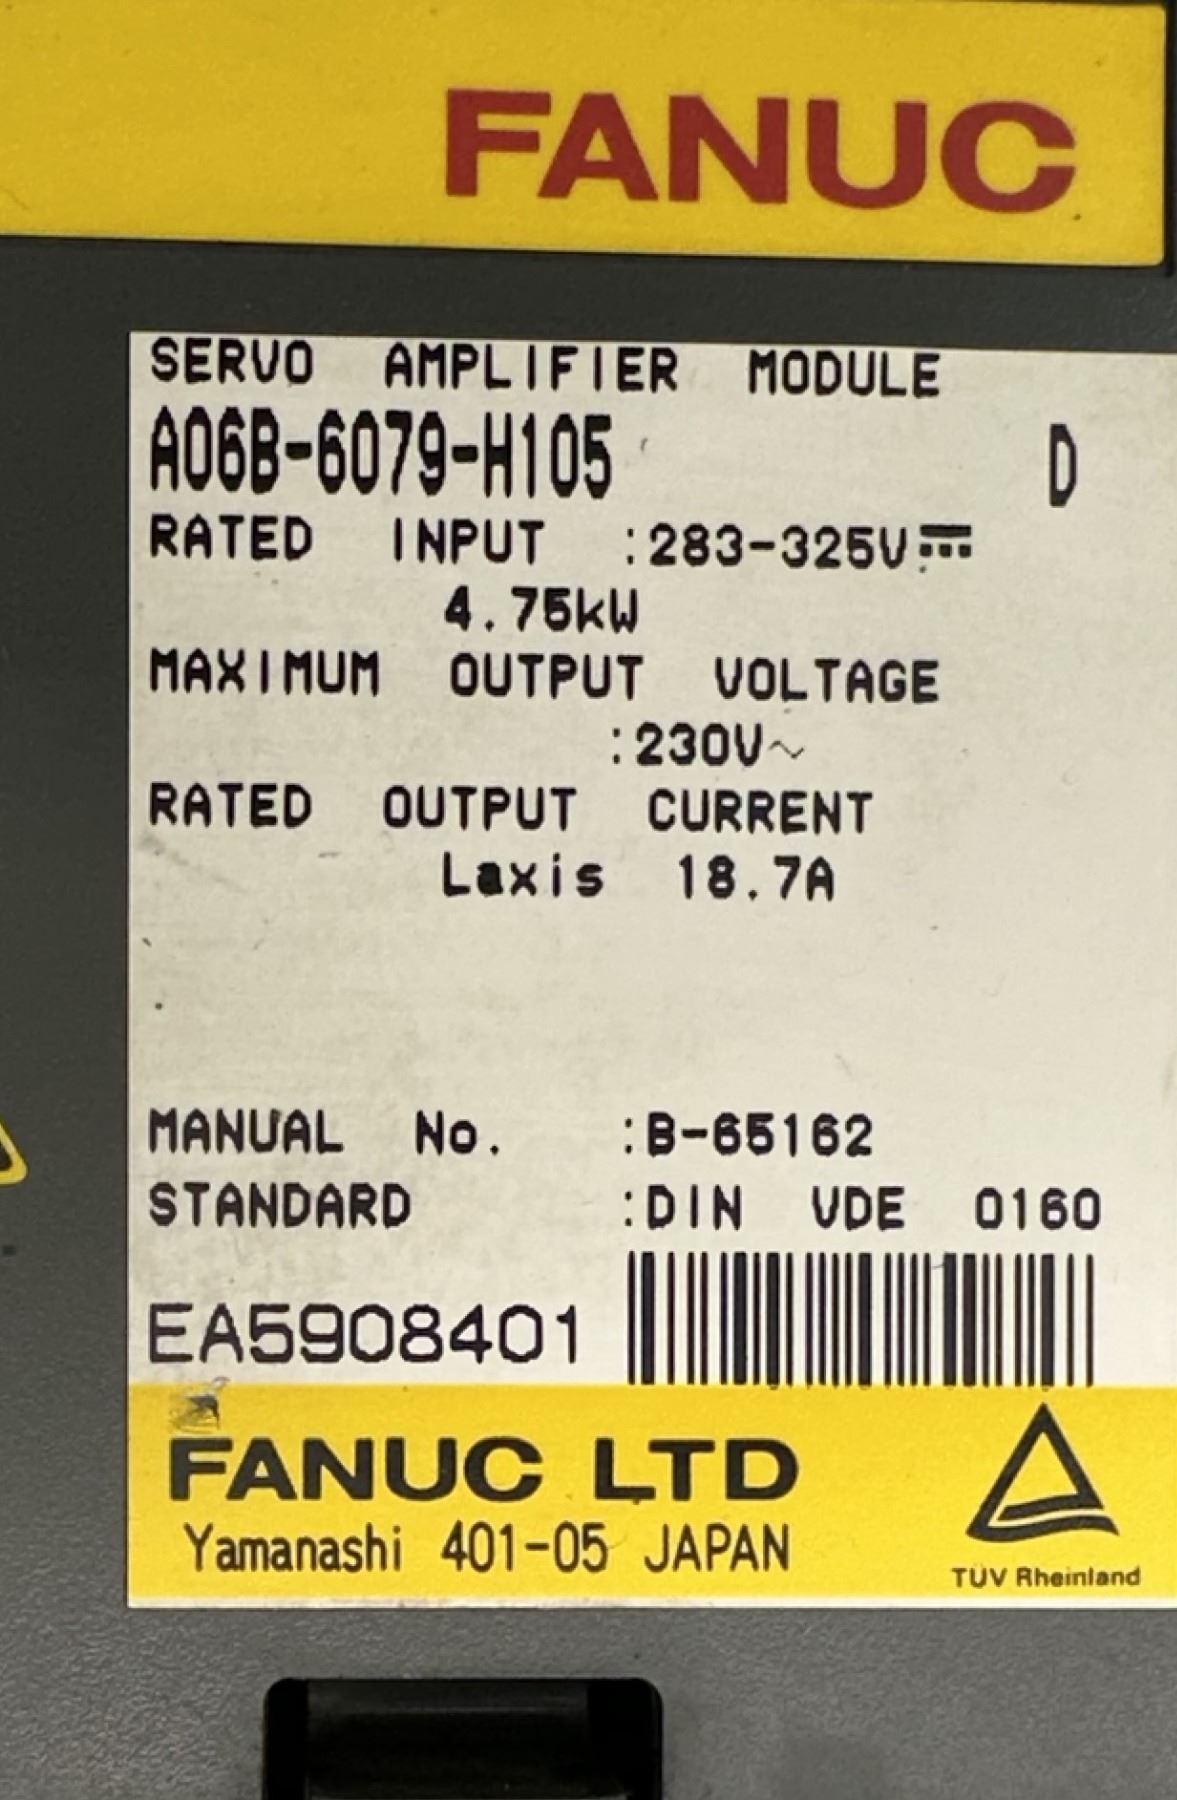 FANUC
SERVO AMPLIFIER MODULE
A06B-6079-H105 D
RATED INPUT :283-325V⎓
4.75kW
MAXIMUM OUTPUT VOLTAGE
:230V~
RATED OUTPUT CURRENT
Laxis 18.7A
MANUAL No. :B-65162
STANDARD :DIN VDE 0160
EA5908401
FANUC LTD
Yamanashi 401-05 JAPAN
TÜV Rheinland